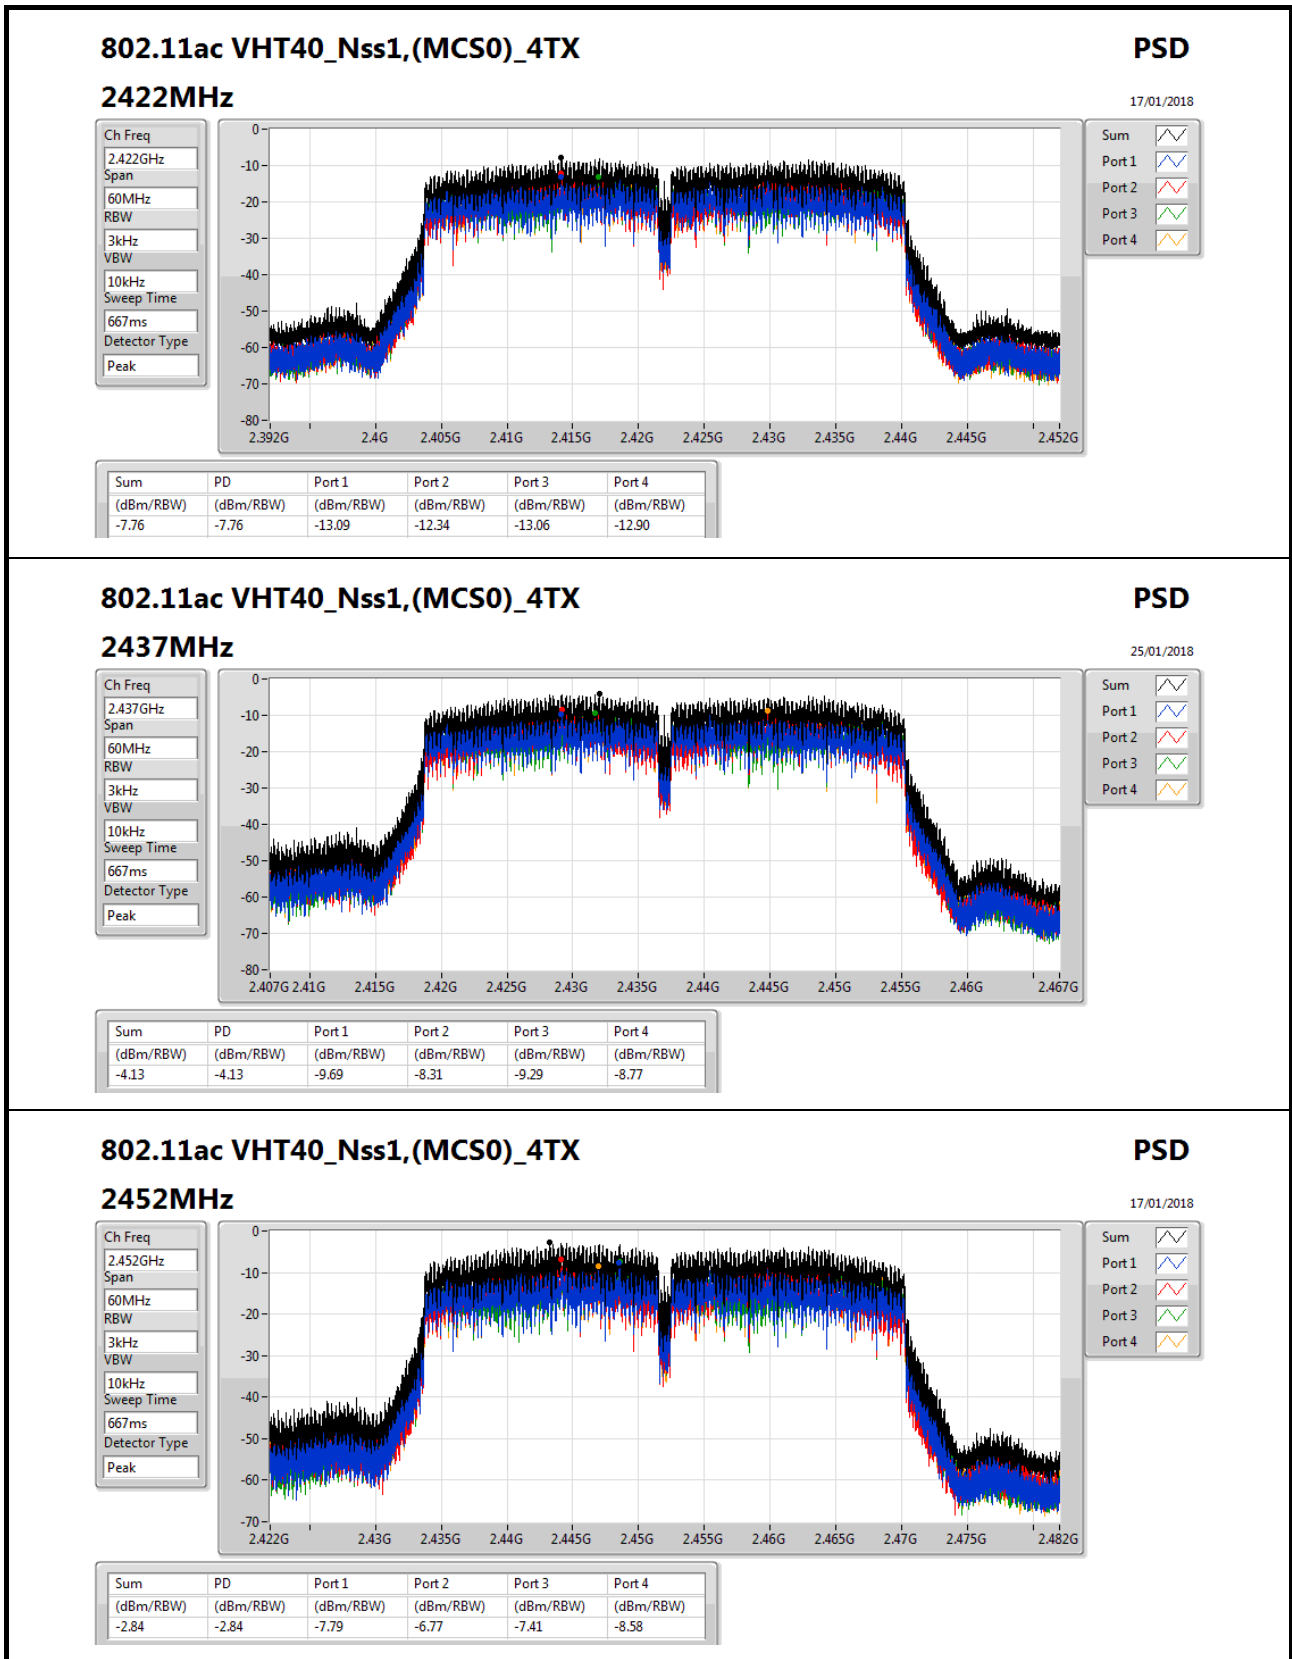 802.11ac VHT40_Nss1,(MCS0)_4TX PSD
2422MHz 17/01/2018
Ch Freq
2.422GHz
Span
60MHz
RBW
3kHz
VBW
10kHz
Sweep Time
667ms
Detector Type
Peak
0
-10
-20
-30
-40
-50
-60
-70
-80
2.392G 2.4G 2.405G 2.41G 2.415G 2.42G 2.425G 2.43G 2.435G 2.44G 2.445G 2.452G
Sum
Port 1
Port 2
Port 3
Port 4
Sum PD Port 1 Port 2 Port 3 Port 4
(dBm/RBW) (dBm/RBW) (dBm/RBW) (dBm/RBW) (dBm/RBW) (dBm/RBW)
-7.76 -7.76 -13.09 -12.34 -13.06 -12.90
802.11ac VHT40_Nss1,(MCS0)_4TX PSD
2437MHz 25/01/2018
Ch Freq
2.437GHz
Span
60MHz
RBW
3kHz
VBW
10kHz
Sweep Time
667ms
Detector Type
Peak
0
-10
-20
-30
-40
-50
-60
-70
-80
2.407G 2.41G 2.415G 2.42G 2.425G 2.43G 2.435G 2.44G 2.445G 2.45G 2.455G 2.46G 2.467G
Sum
Port 1
Port 2
Port 3
Port 4
Sum PD Port 1 Port 2 Port 3 Port 4
(dBm/RBW) (dBm/RBW) (dBm/RBW) (dBm/RBW) (dBm/RBW) (dBm/RBW)
-4.13 -4.13 -9.69 -8.31 -9.29 -8.77
802.11ac VHT40_Nss1,(MCS0)_4TX PSD
2452MHz 17/01/2018
Ch Freq
2.452GHz
Span
60MHz
RBW
3kHz
VBW
10kHz
Sweep Time
667ms
Detector Type
Peak
0
-10
-20
-30
-40
-50
-60
-70
2.422G 2.43G 2.435G 2.44G 2.445G 2.45G 2.455G 2.46G 2.465G 2.47G 2.475G 2.482G
Sum
Port 1
Port 2
Port 3
Port 4
Sum PD Port 1 Port 2 Port 3 Port 4
(dBm/RBW) (dBm/RBW) (dBm/RBW) (dBm/RBW) (dBm/RBW) (dBm/RBW)
-2.84 -2.84 -7.79 -6.77 -7.41 -8.58